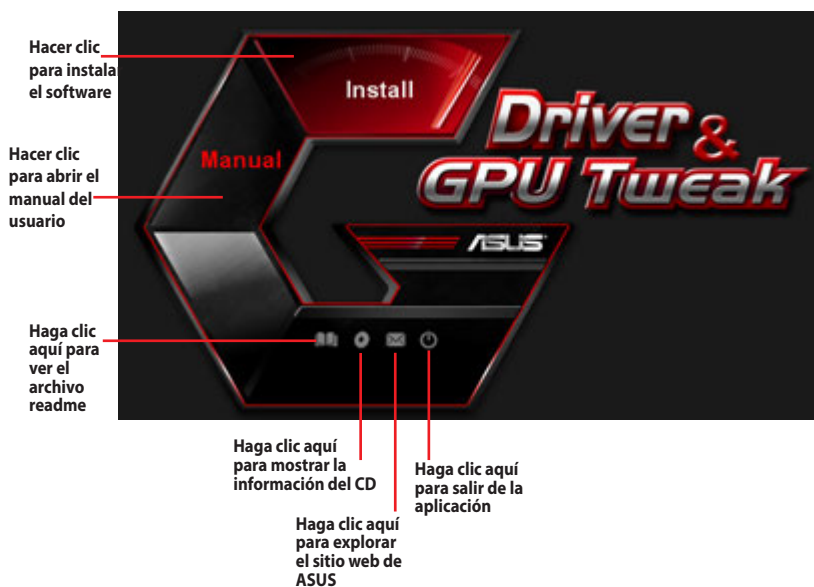 Hacer clic
para instalar
el software
Install
Driver &
GPU Tweak
Manual
Hacer clic
para abrir el
manual del
usuario
ASUS
Haga clic
aquí para
ver el
archivo
readme
Haga clic aquí
para mostrar la
información del CD
Haga clic aquí
para salir de la
aplicación
Haga clic aquí
para explorar
el sitio web de
ASUS